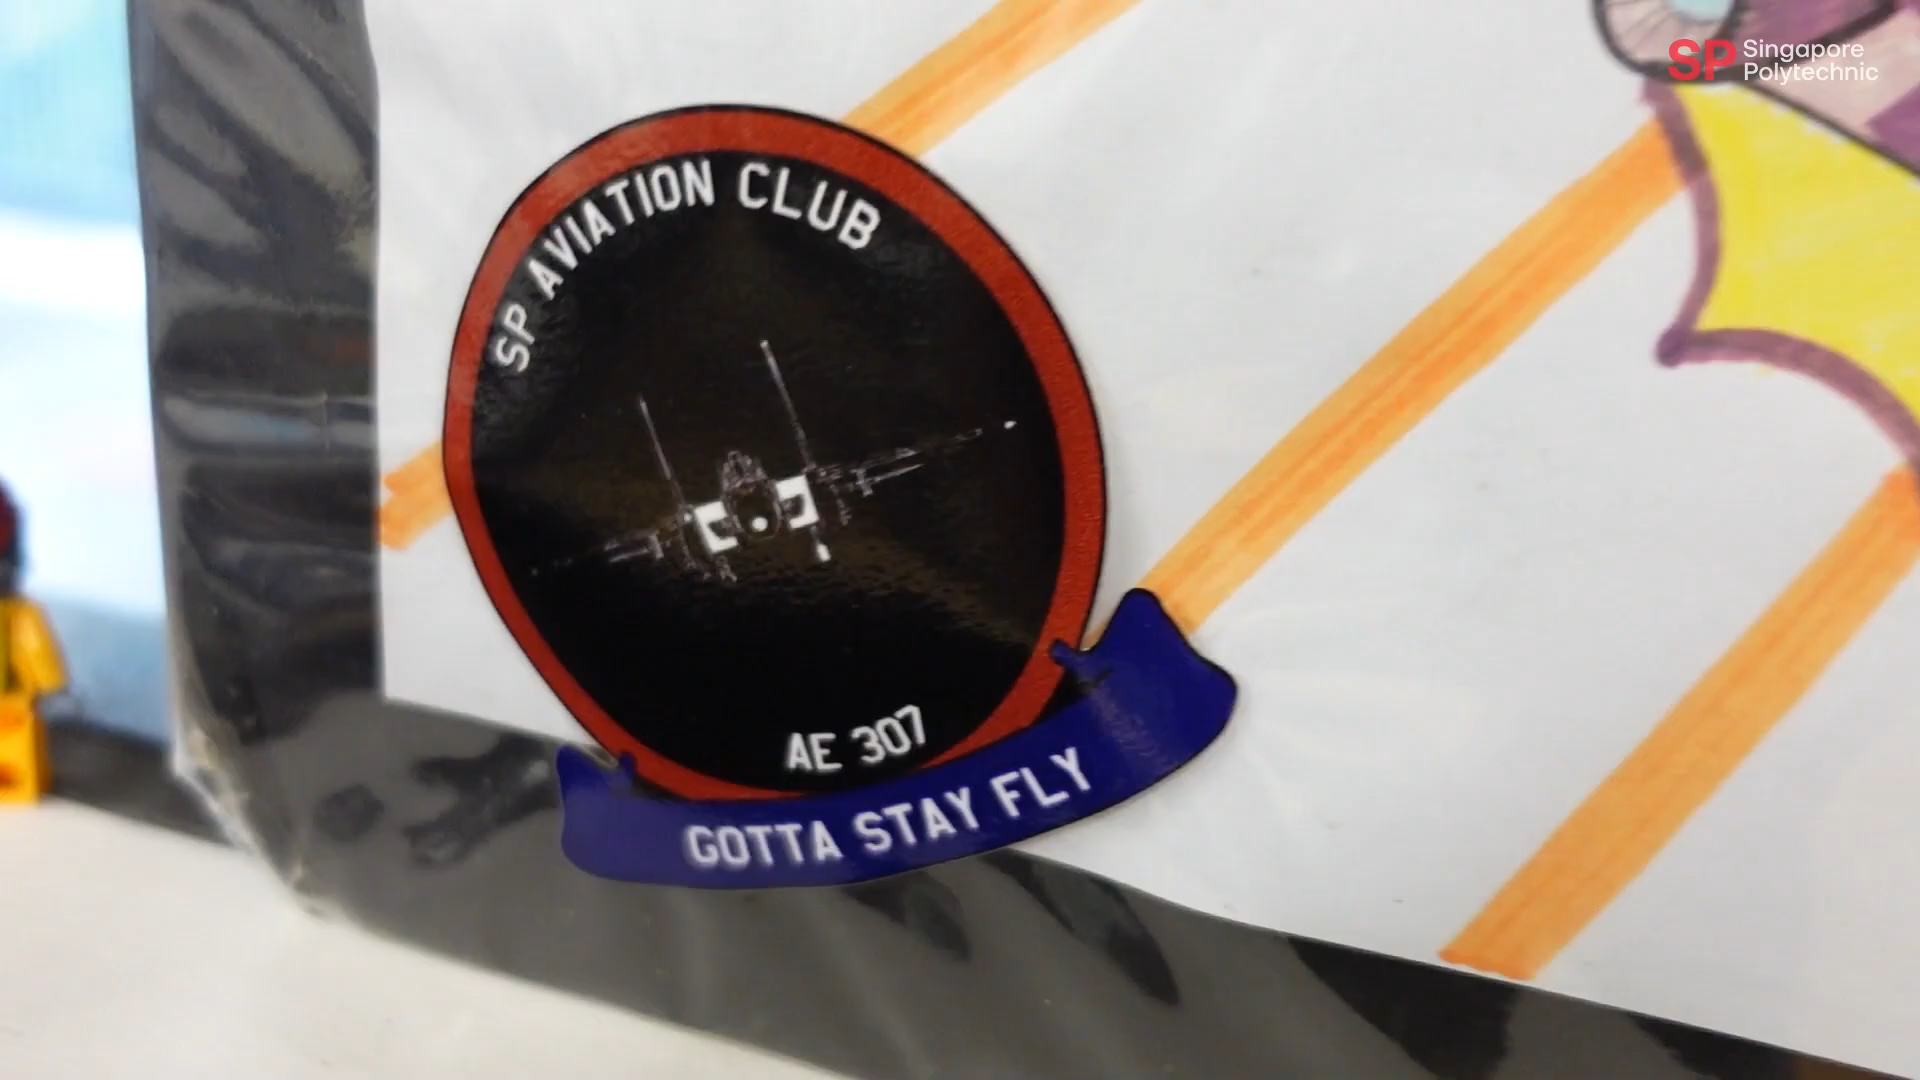 SP Singapore
Polytechnic
SP AVIATION CLUB
AE 307
GOTTA STAY FLY